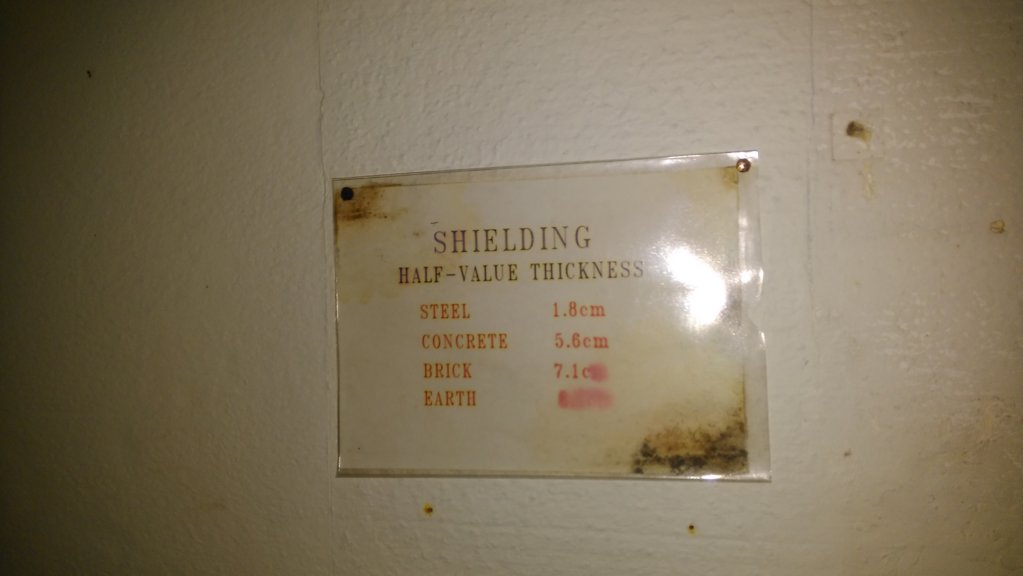 SHIELDING
HALF-VALUE THICKNESS
STEEL 1.8cm
CONCRETE 5.6cm
BRICK 7.1c
EARTH